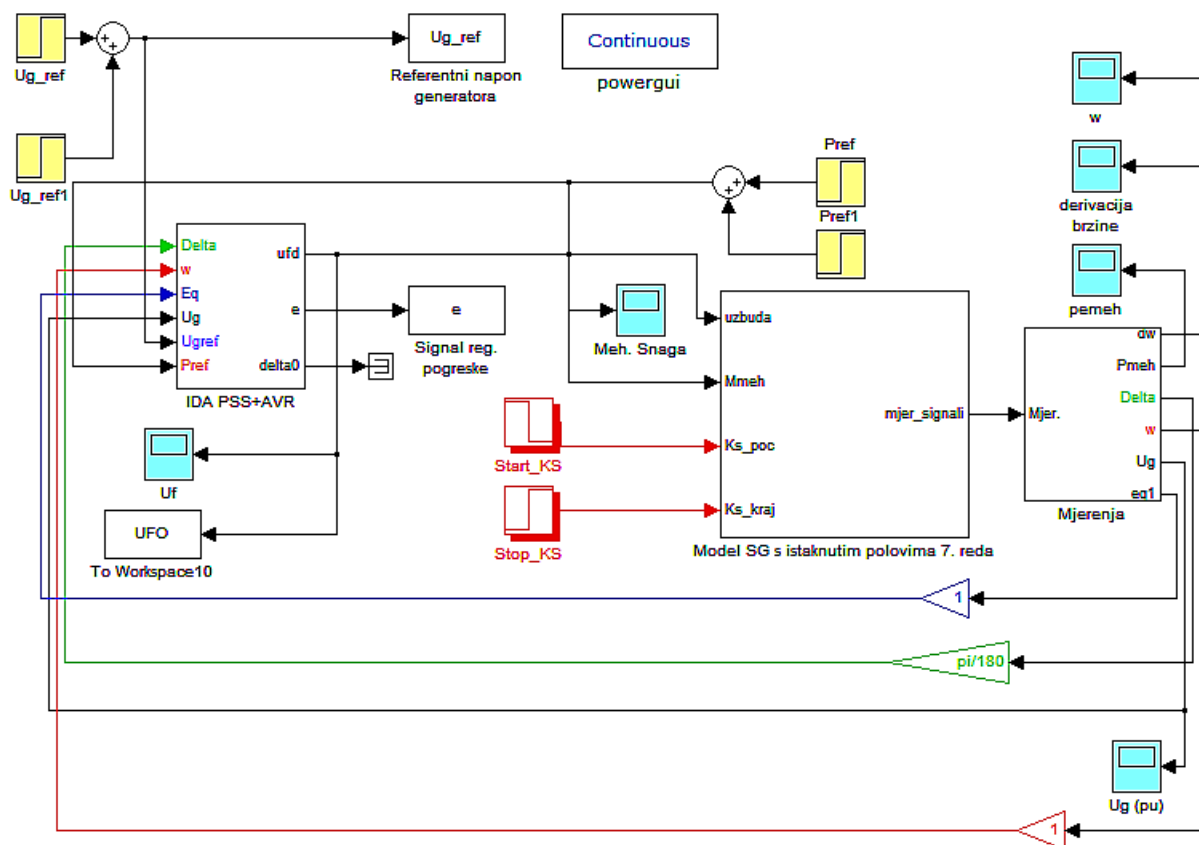 Ug_ref
Ug_ref
Referentni napon
generatora
Continuous
powergui
w
Ug_ref1
Pref
Pref1
derivacija
brzine
pemeh
Delta
w
Eq
Ug
Ugref
Pref
ufd
e
delta0
IDA PSS+AVR
e
Signal reg.
pogreske
Meh. Snaga
uzbuda
Mmeh
Ks_poc
Ks_kraj
mjer_signali
Model SG s istaknutim polovima 7. reda
Mjer.
dw
Pmeh
Delta
w
Ug
eq1
Mjerenja
Start_KS
Stop_KS
Uf
UFO
To Workspace10
1
pi/180
Ug (pu)
1